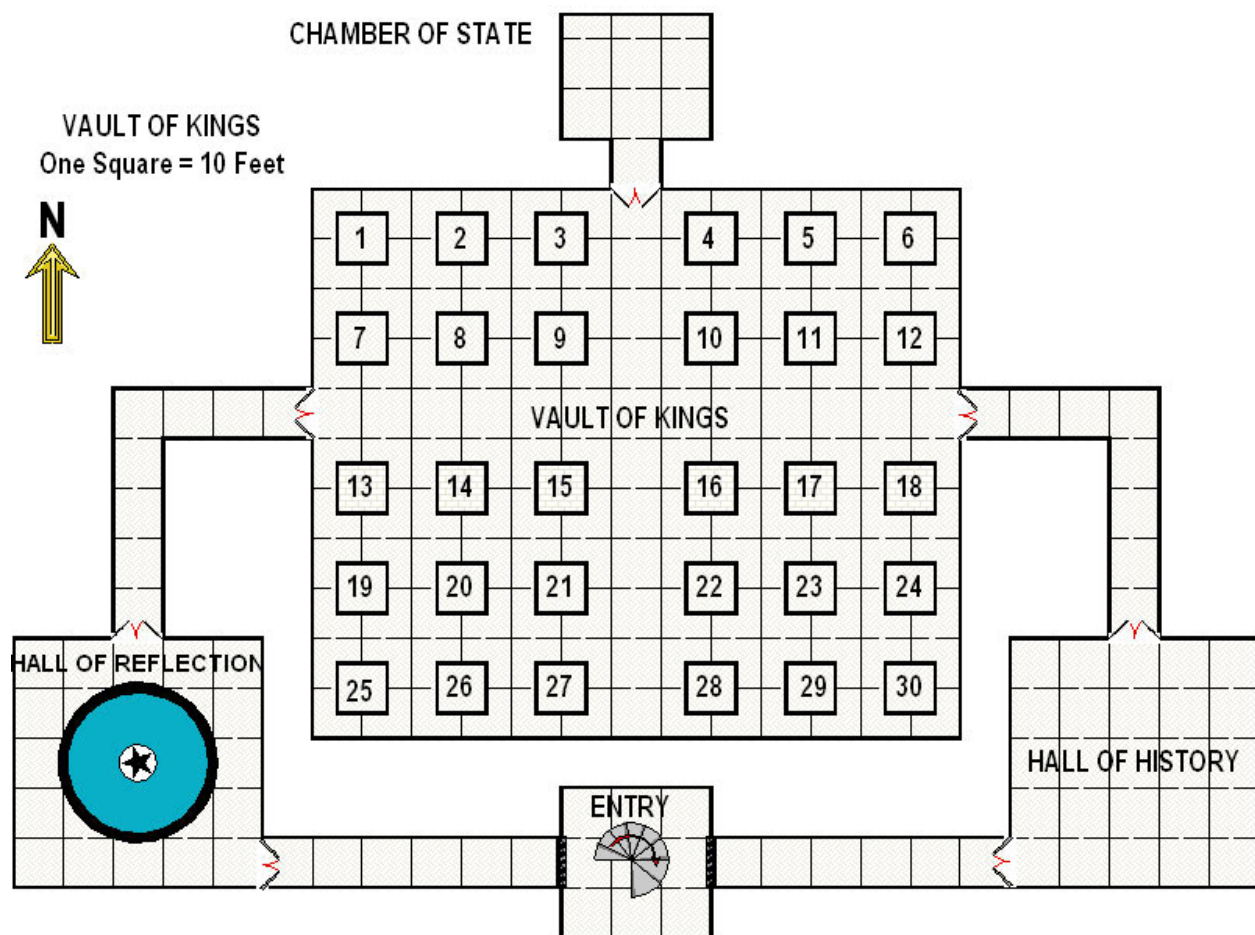 CHAMBER OF STATE
VAULT OF KINGS
One Square = 10 Feet
N
1 2 3 4 5 6
7 8 9 10 11 12
VAULT OF KINGS
13 14 15 16 17 18
19 20 21 22 23 24
HALL OF REFLECTION
25 26 27 28 29 30
HALL OF HISTORY
ENTRY